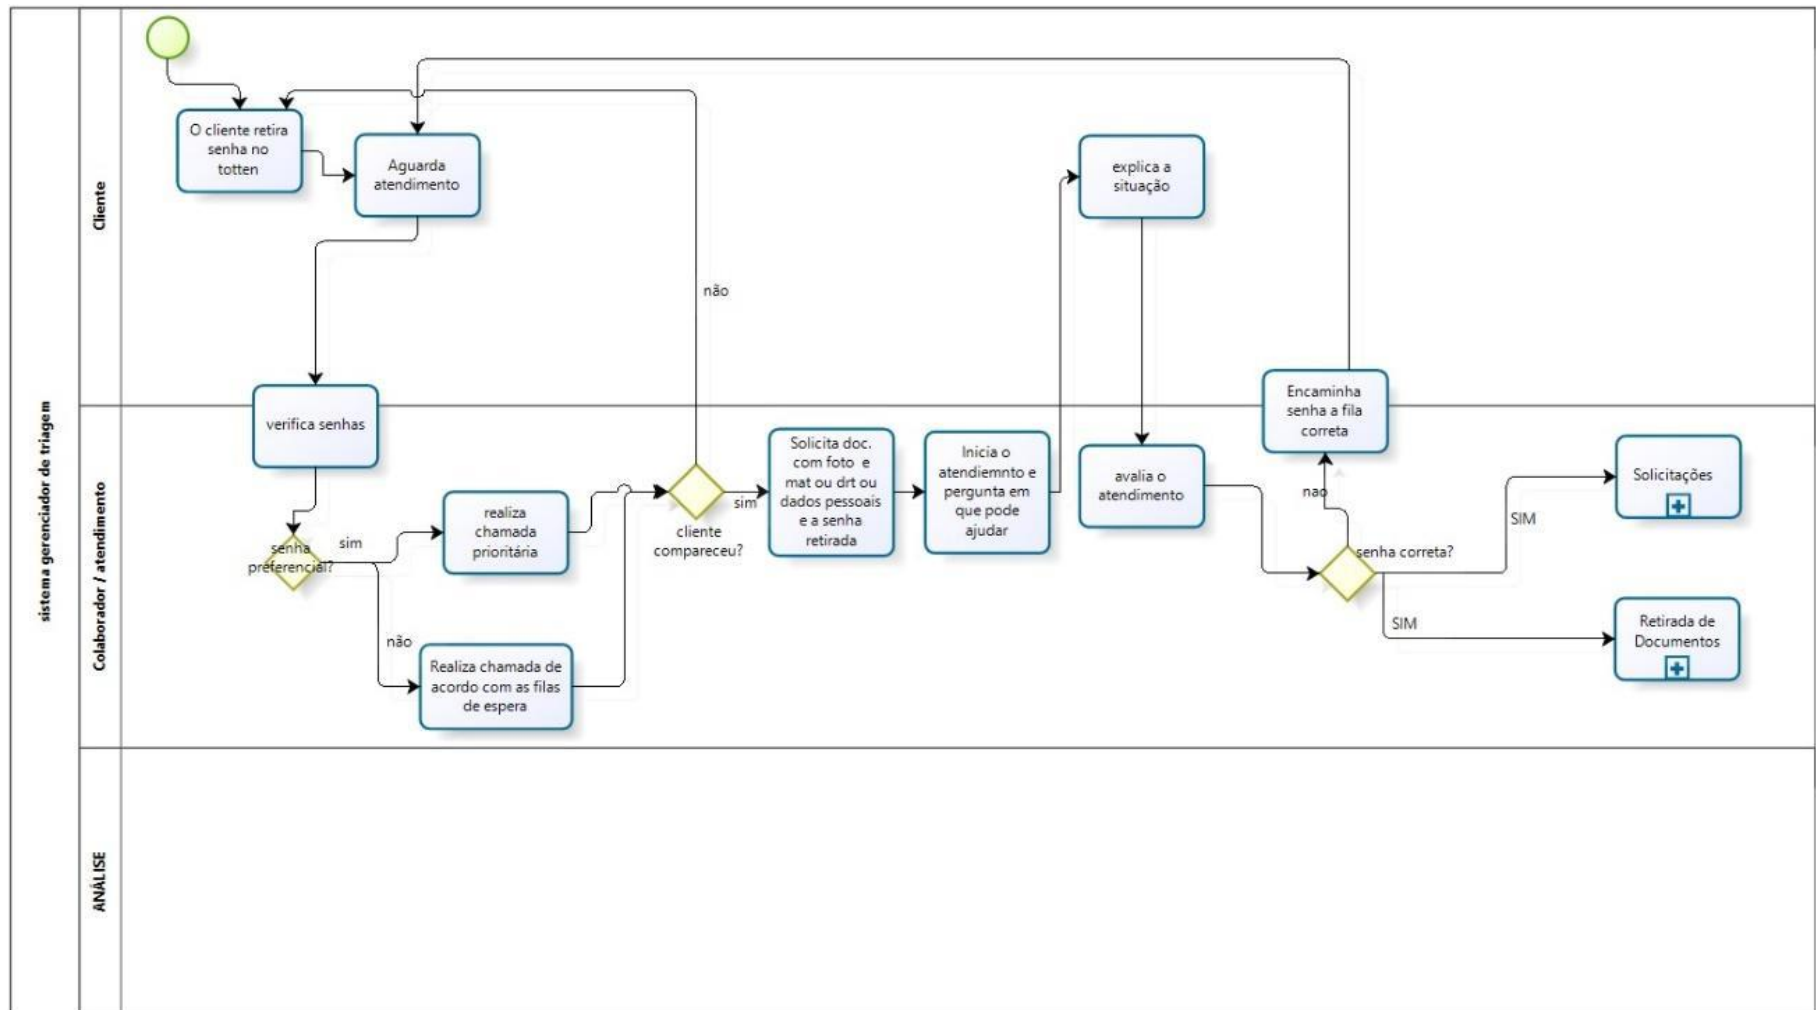 sistema gerenciador de triagem
Cliente
O cliente retira
senha no
totten
Aguarda
atendimento
não
explica a
situação
Encaminha
senha a fila
correta
Colaborador / atendimento
verifica senhas
senha
preferencial?
sim
não
realiza
chamada
prioritária
Realiza chamada de
acordo com as filas
de espera
cliente
compareceu?
sim
Solicita doc.
com foto e
mat ou drt ou
dados pessoais
e a senha
retirada
Inicia o
atendiemnto e
pergunta em
que pode
ajudar
avalia o
atendimento
nao
senha correta?
SIM
SIM
Solicitações
Retirada de
Documentos
ANÁLISE